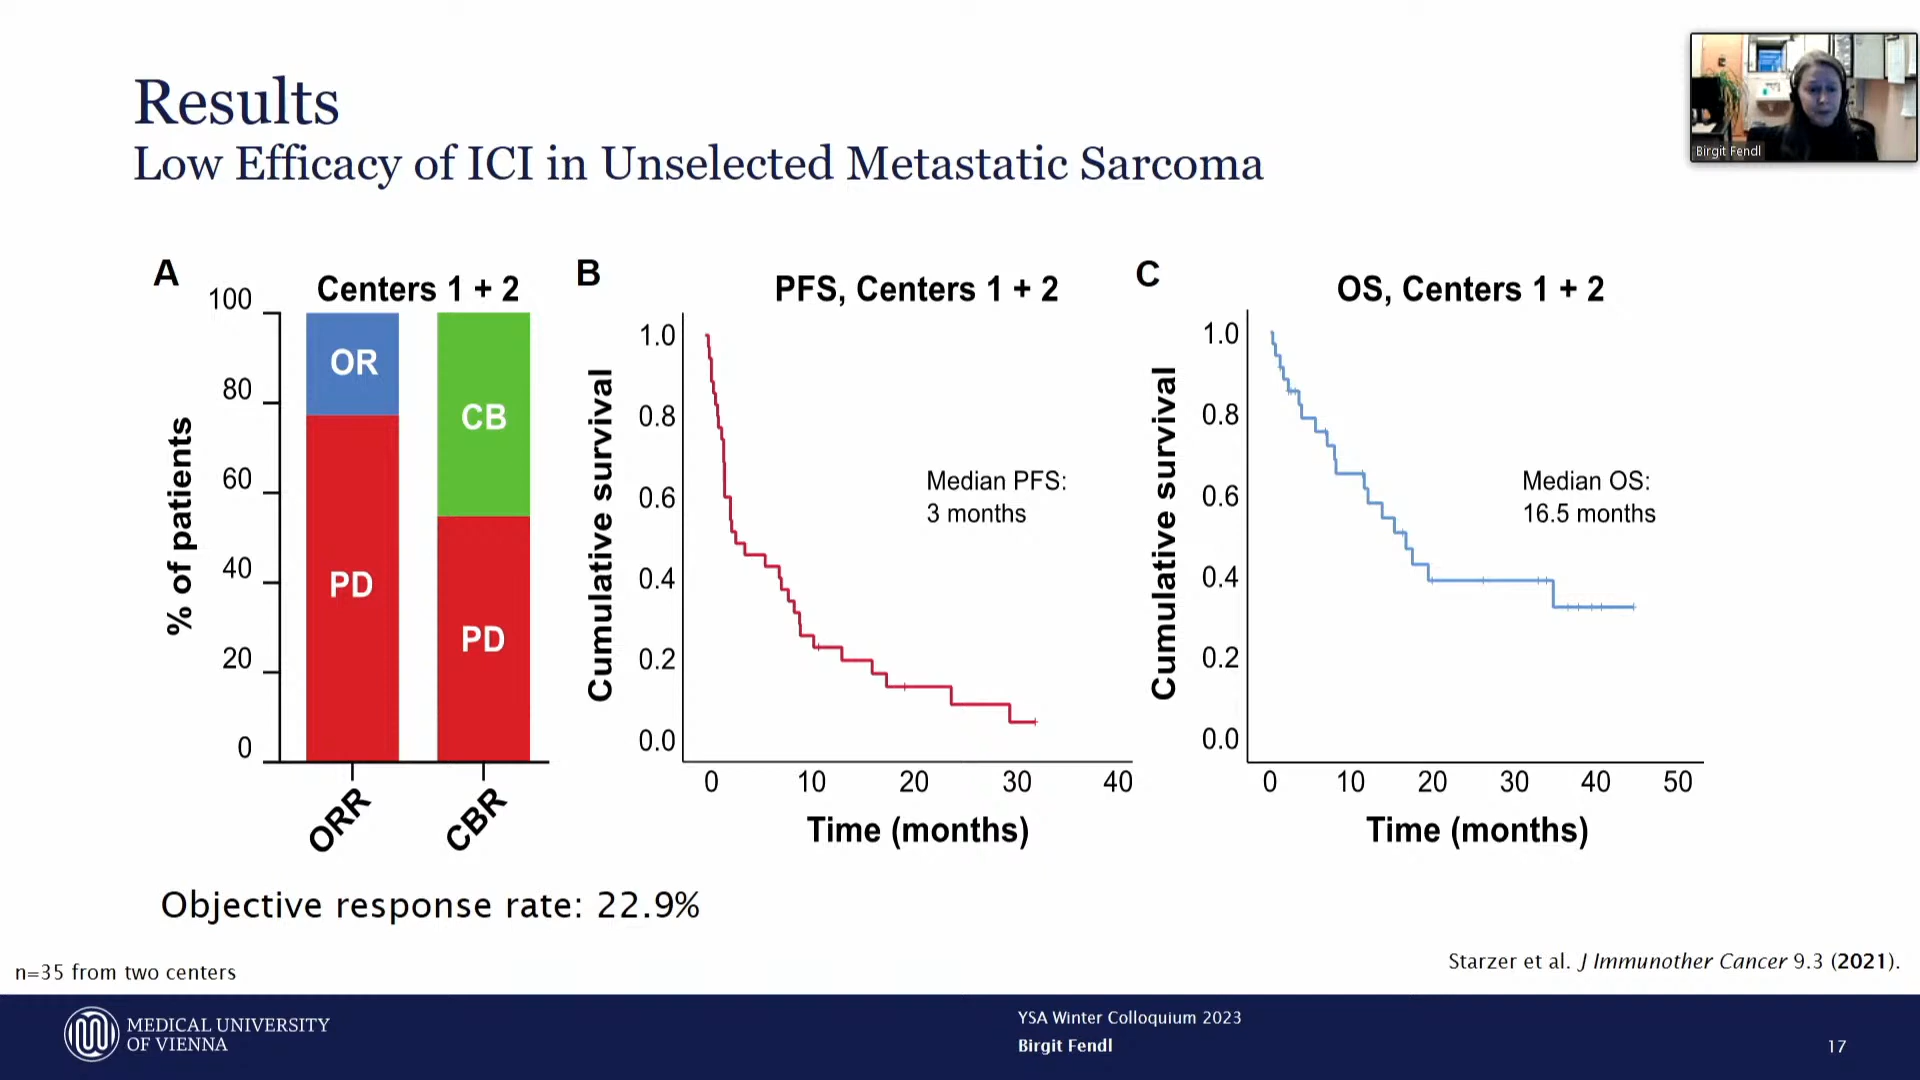 Results
Low Efficacy of ICI in Unselected Metastatic Sarcoma
Birgit Fendl
A
Centers 1 + 2
% of patients
100
80
60
40
20
0
OR
PD
CB
PD
ORR
CBR
B
PFS, Centers 1 + 2
Cumulative survival
1.0
0.8
0.6
0.4
0.2
0.0
Median PFS:
3 months
0 10 20 30 40
Time (months)
C
OS, Centers 1 + 2
Cumulative survival
1.0
0.8
0.6
0.4
0.2
0.0
Median OS:
16.5 months
0 10 20 30 40 50
Time (months)
Objective response rate: 22.9%
n=35 from two centers
Starzer et al. J Immunother Cancer 9.3 (2021).
MEDICAL UNIVERSITY
OF VIENNA
YSA Winter Colloquium 2023
Birgit Fendl
17